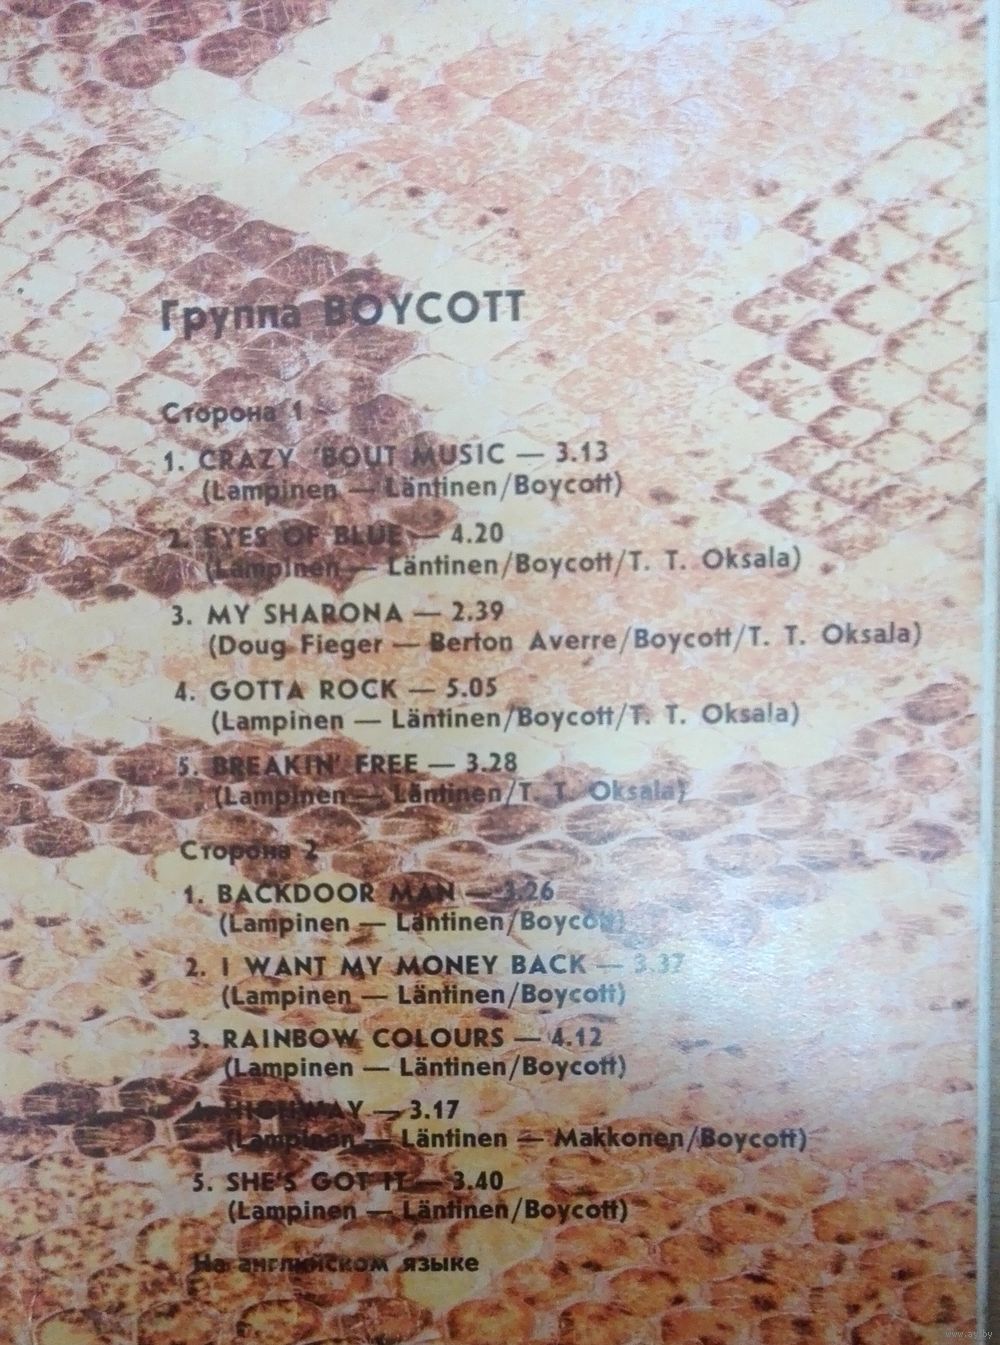 Группа BOYCOTT
Сторона 1
1. CRAZY 'BOUT MUSIC — 3.13
(Lampinen — Läntinen/Boycott)
2. EYES OF BLUE — 4.20
(Lampinen — Läntinen/Boycott/T. T. Oksala)
3. MY SHARONA — 2.39
(Doug Fieger — Berton Averre/Boycott/T. T. Oksala)
4. GOTTA ROCK — 5.05
(Lampinen — Läntinen/Boycott/T. T. Oksala)
5. BREAKIN' FREE — 3.28
(Lampinen — Läntinen/T. T. Oksala)
Сторона 2
1. BACKDOOR MAN — 3.26
(Lampinen — Läntinen/Boycott)
2. I WANT MY MONEY BACK — 3.37
(Lampinen — Läntinen/Boycott)
3. RAINBOW COLOURS — 4.12
(Lampinen — Läntinen/Boycott)
4. HIGHWAY — 3.17
(Lampinen — Läntinen — Makkonen/Boycott)
5. SHE'S GOT IT — 3.40
(Lampinen — Läntinen/Boycott)
На английском языке
www.ay.by